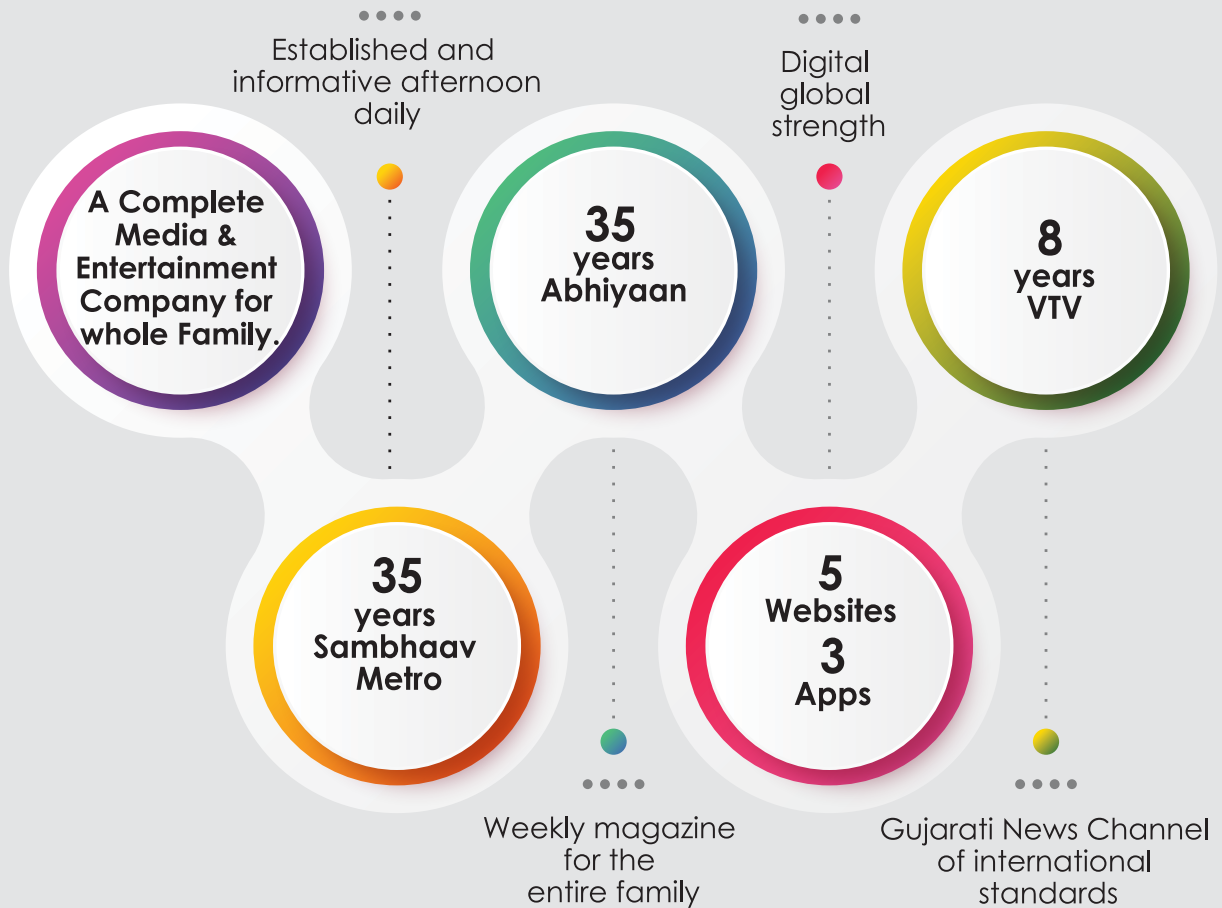 Established and
informative afternoon
daily
Digital
global
strength
A Complete
Media &
Entertainment
Company for
whole Family.
35
years
Abhiyaan
8
years
VTV
35
years
Sambhaav
Metro
5
Websites
3
Apps
Weekly magazine
for the
entire family
Gujarati News Channel
of international
standards